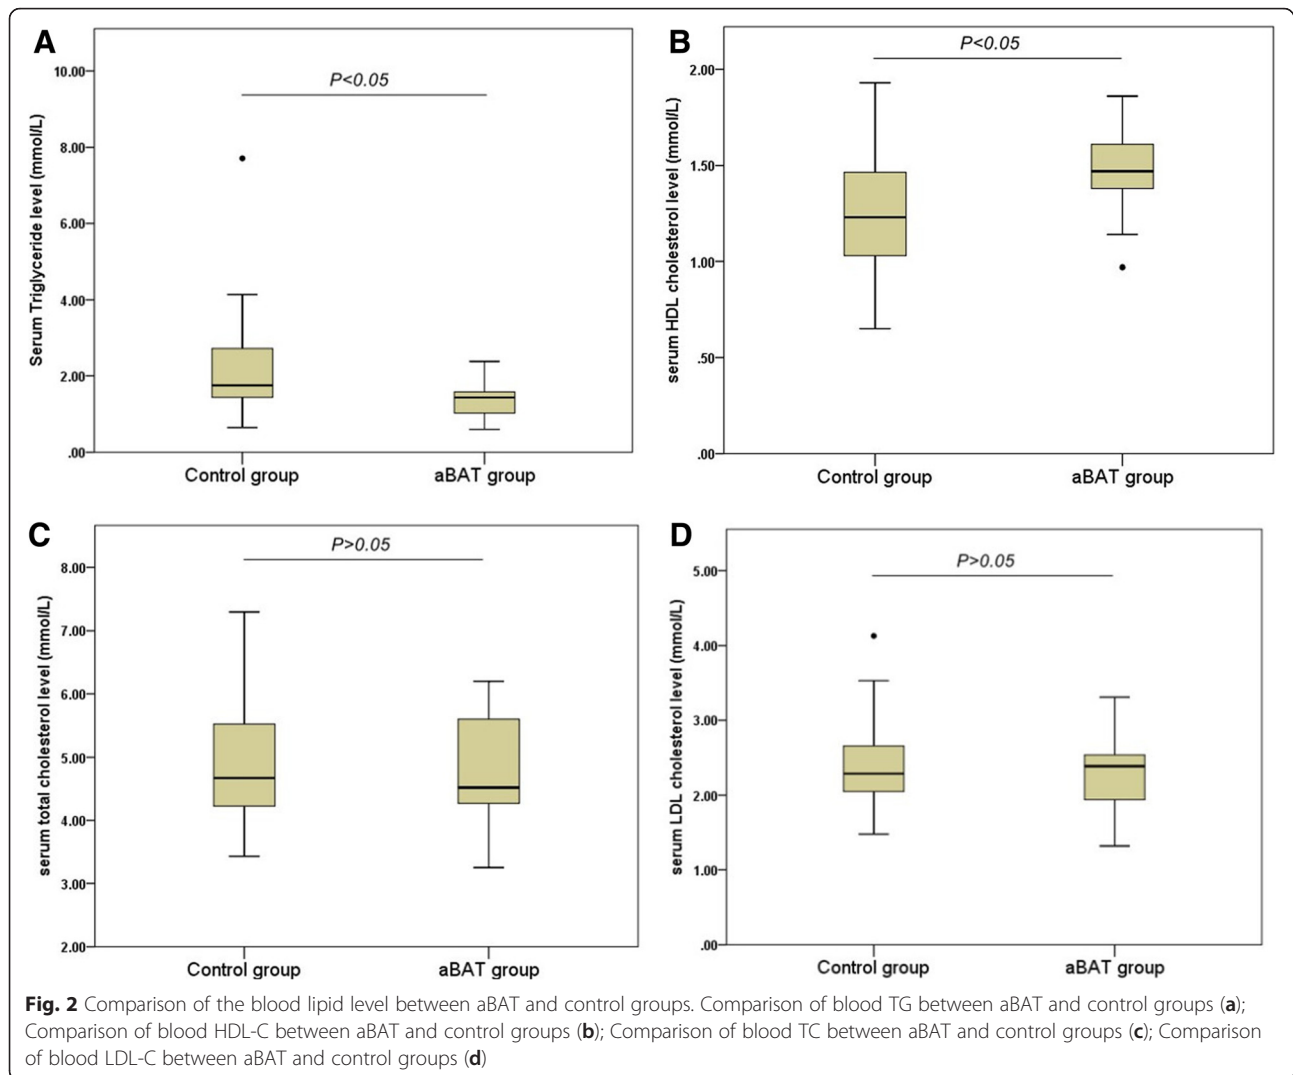 A
P<0.05
10.00
8.00
6.00
4.00
2.00
.00
Serum Triglyceride level (mmol/L)
Control group
aBAT group
B
P<0.05
2.00
1.50
1.00
.50
.00
serum HDL cholesterol level (mmol/L)
Control group
aBAT group
C
P>0.05
8.00
7.00
6.00
5.00
4.00
3.00
2.00
serum total cholesterol level (mmol/L)
Control group
aBAT group
D
P>0.05
5.00
4.00
3.00
2.00
1.00
.00
serum LDL cholesterol level (mmol/L)
Control group
aBAT group
Fig. 2 Comparison of the blood lipid level between aBAT and control groups. Comparison of blood TG between aBAT and control groups (a);
Comparison of blood HDL-C between aBAT and control groups (b); Comparison of blood TC between aBAT and control groups (c); Comparison
of blood LDL-C between aBAT and control groups (d)